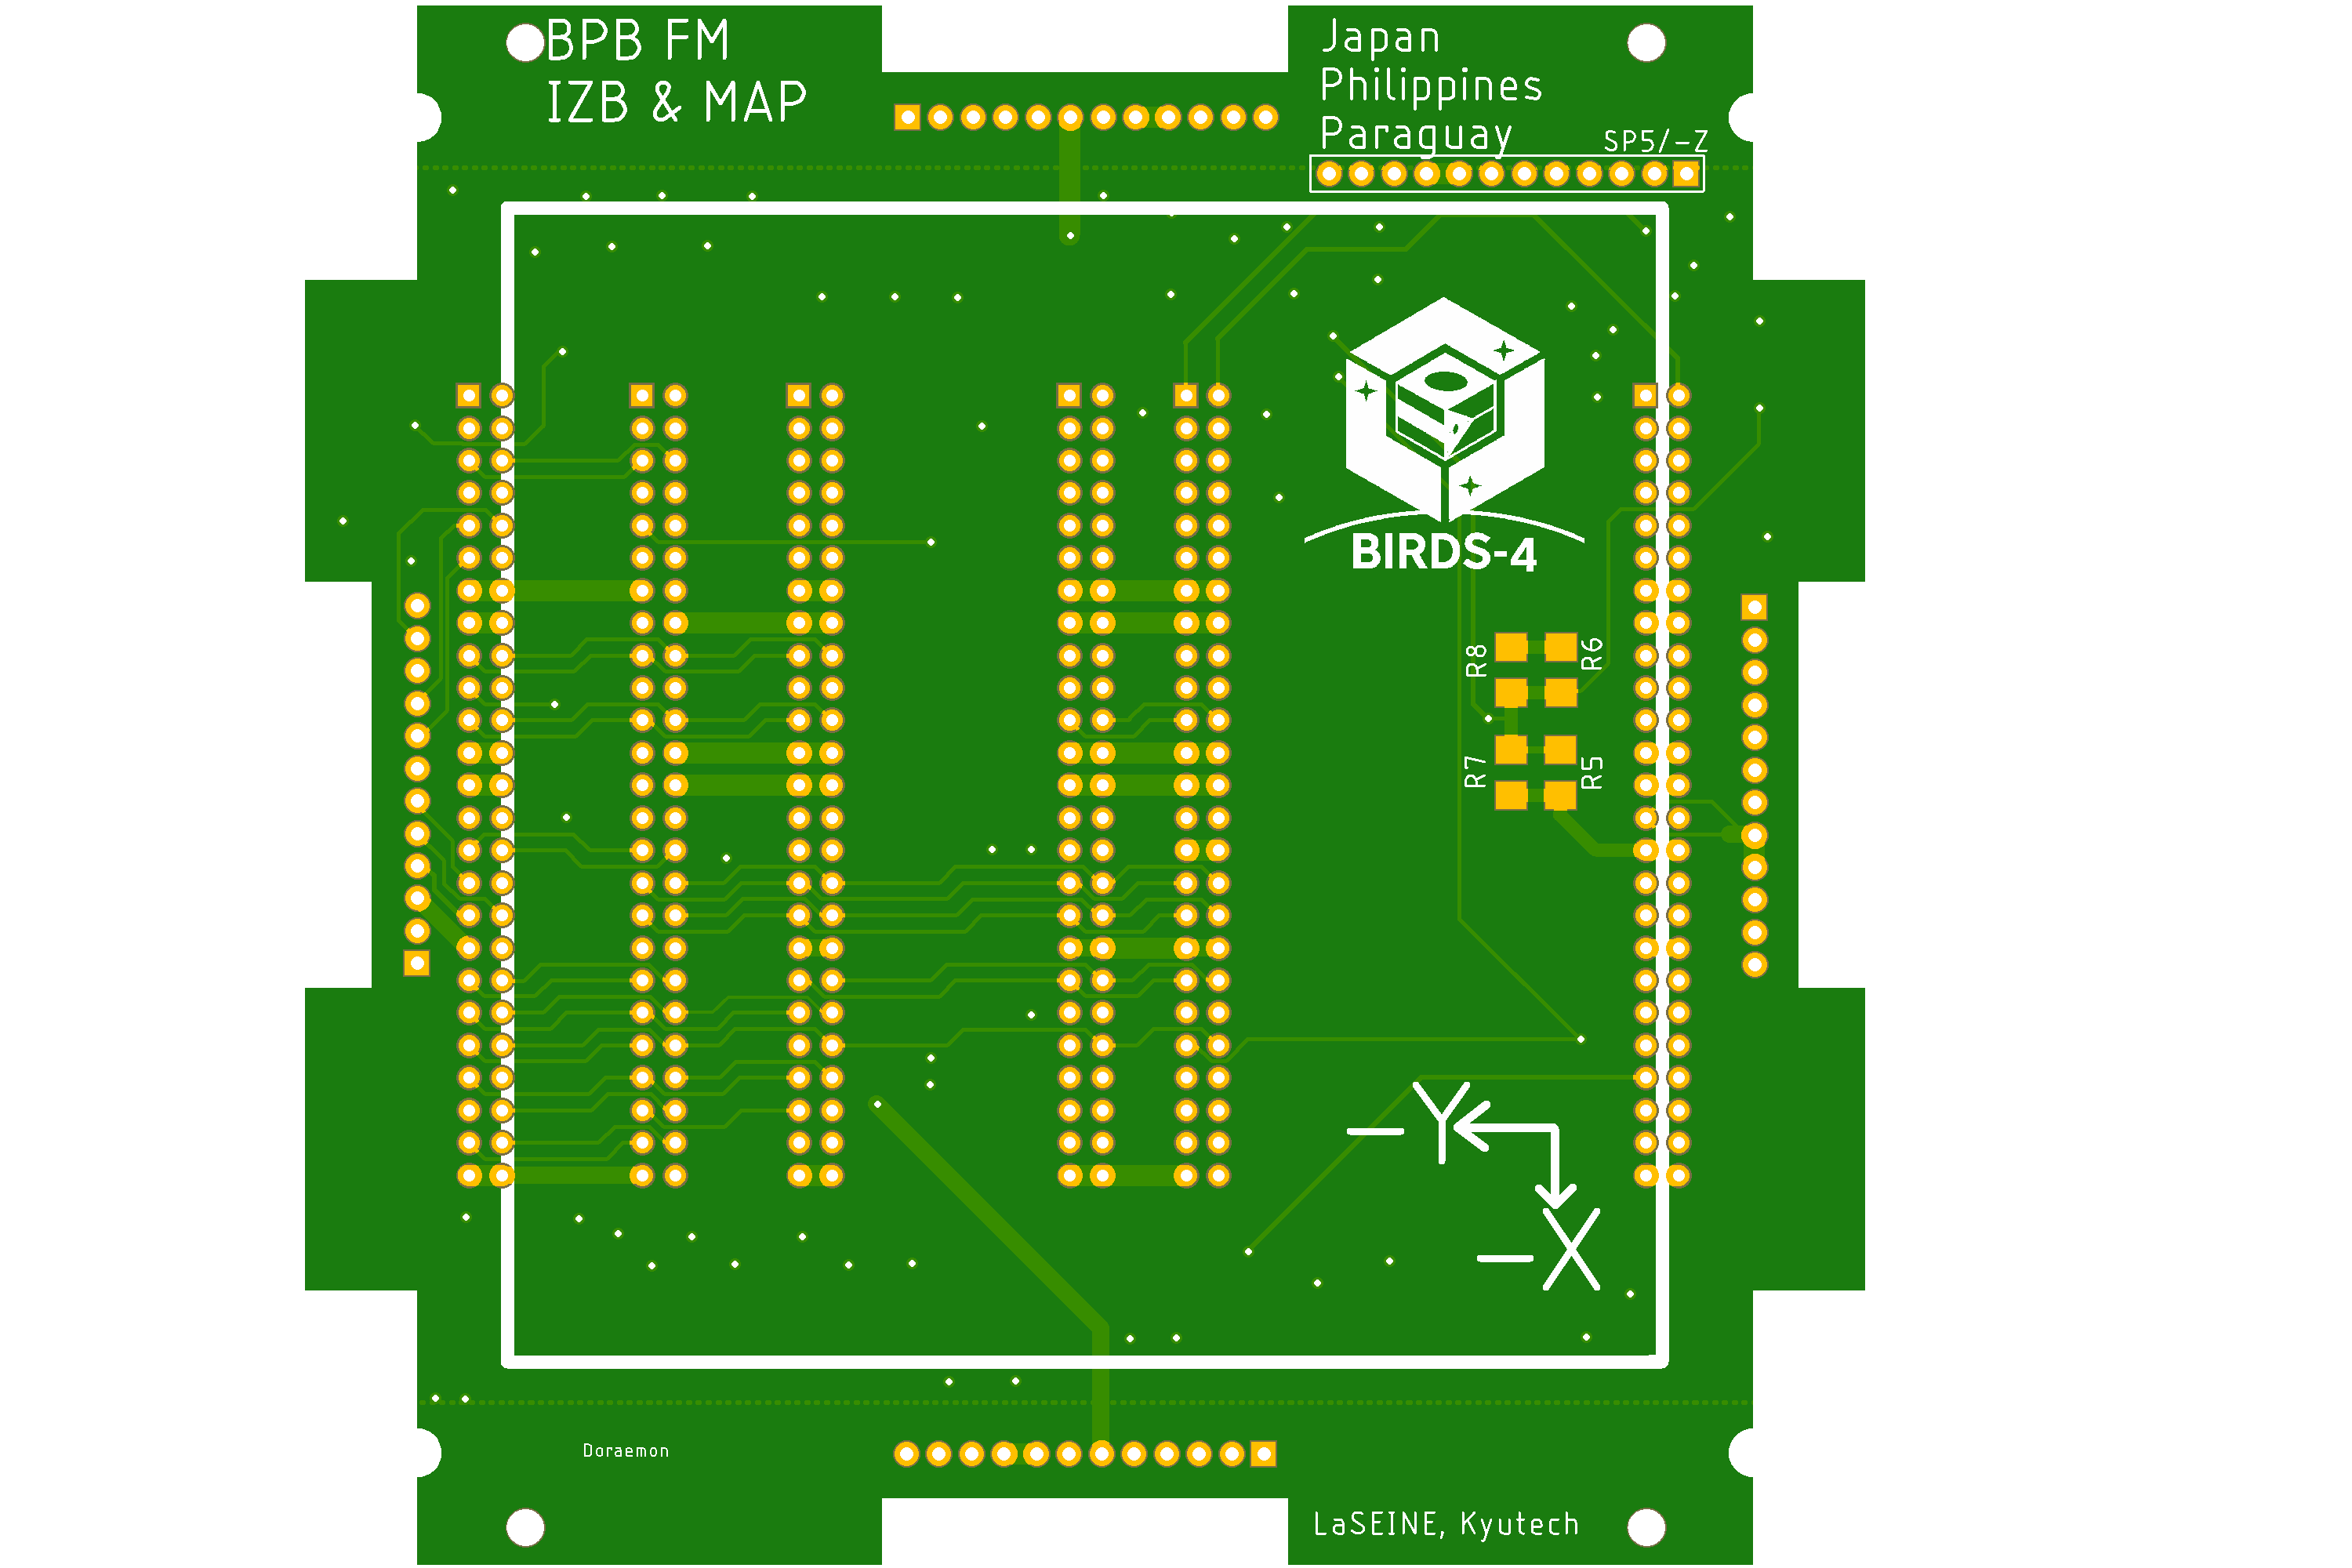 BPB FM
IZB & MAP
Japan
Philippines
Paraguay
SP5/-Z
BIRDS-4
R8
R6
R7
R5
-Y
-X
Doraemon
LaSEINE, Kyutech